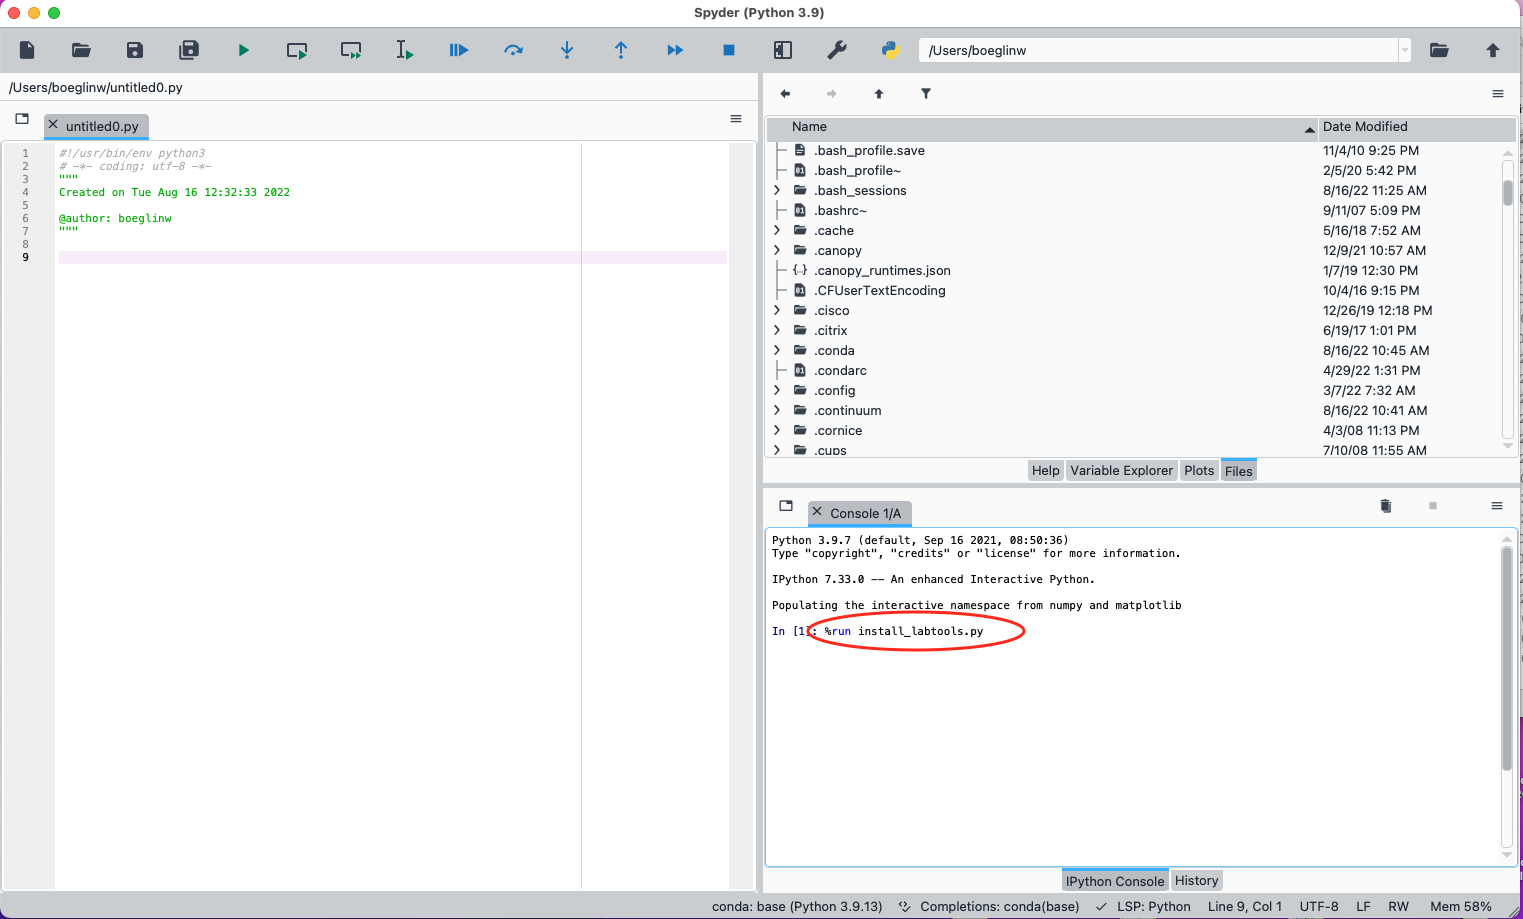 Spyder (Python 3.9)
/Users/boeglinw
/Users/boeglinw/untitled0.py
untitled0.py
1 #!/usr/bin/env python3
2 # -*- coding: utf-8 -*-
3 """
4 Created on Tue Aug 16 12:32:33 2022
5
6 @author: boeglinw
7 """
8
9
Name Date Modified
.bash_profile.save 11/4/10 9:25 PM
.bash_profile~ 2/5/20 5:42 PM
.bash_sessions 8/16/22 11:25 AM
.bashrc~ 9/11/07 5:09 PM
.cache 5/16/18 7:52 AM
.canopy 12/9/21 10:57 AM
.canopy_runtimes.json 1/7/19 12:30 PM
.CFUserTextEncoding 10/4/16 9:15 PM
.cisco 12/26/19 12:18 PM
.citrix 6/19/17 1:01 PM
.conda 8/16/22 10:45 AM
.condarc 4/29/22 1:31 PM
.config 3/7/22 7:32 AM
.continuum 8/16/22 10:41 AM
.cornice 4/3/08 11:13 PM
.cups 7/10/08 11:55 AM
Help Variable Explorer Plots Files
Console 1/A
Python 3.9.7 (default, Sep 16 2021, 08:50:36)
Type "copyright", "credits" or "license" for more information.
IPython 7.33.0 -- An enhanced Interactive Python.
Populating the interactive namespace from numpy and matplotlib
In [1]: %run install_labtools.py
IPython Console History
conda: base (Python 3.9.13) Completions: conda(base) LSP: Python Line 9, Col 1 UTF-8 LF RW Mem 58%